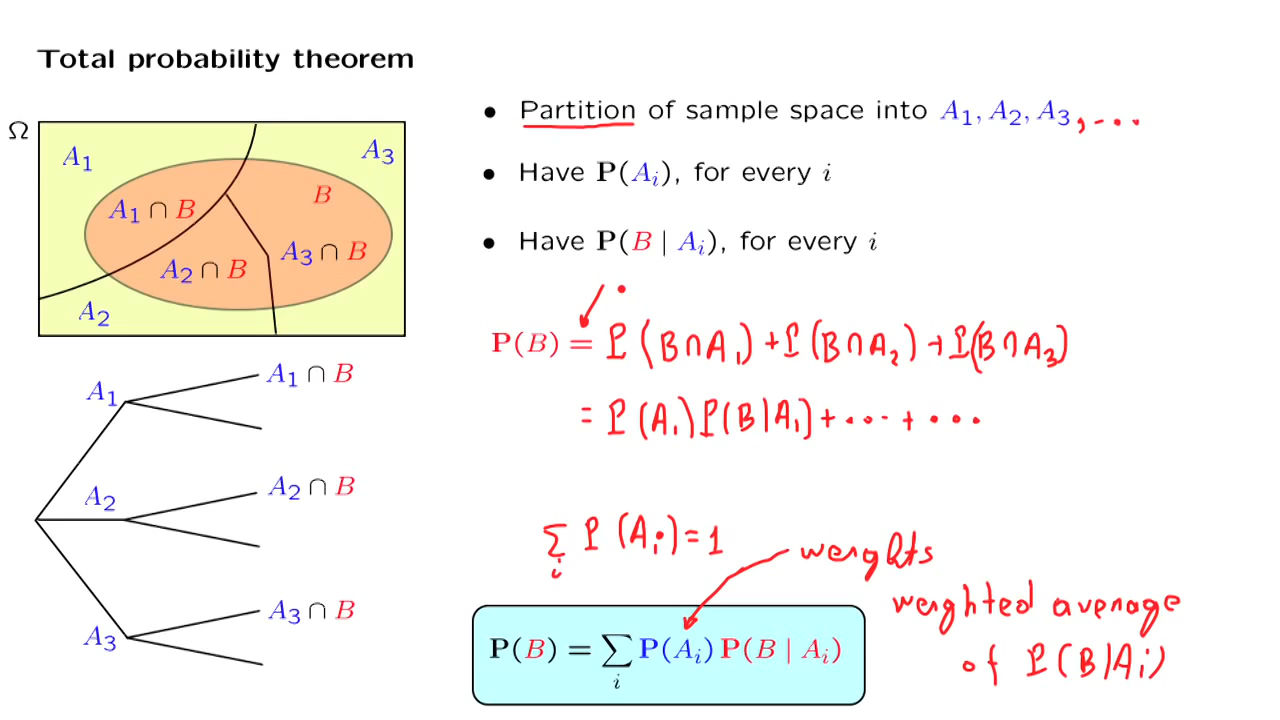 Total probability theorem
Ω
A₁
A₃
B
A₁ ∩ B
A₃ ∩ B
A₂ ∩ B
A₂
A₁
A₁ ∩ B
A₂
A₂ ∩ B
A₃
A₃ ∩ B
• Partition of sample space into A₁, A₂, A₃, ...
• Have P(Aᵢ), for every i
• Have P(B | Aᵢ), for every i
P(B) = P(B∩A₁) + P(B∩A₂) + P(B∩A₃)
= P(A₁)P(B|A₁) + ... + ...
∑ᵢ P(Aᵢ) = 1
weights
weighted average
of P(B|Aᵢ)
P(B) = ∑ᵢ P(Aᵢ) P(B | Aᵢ)